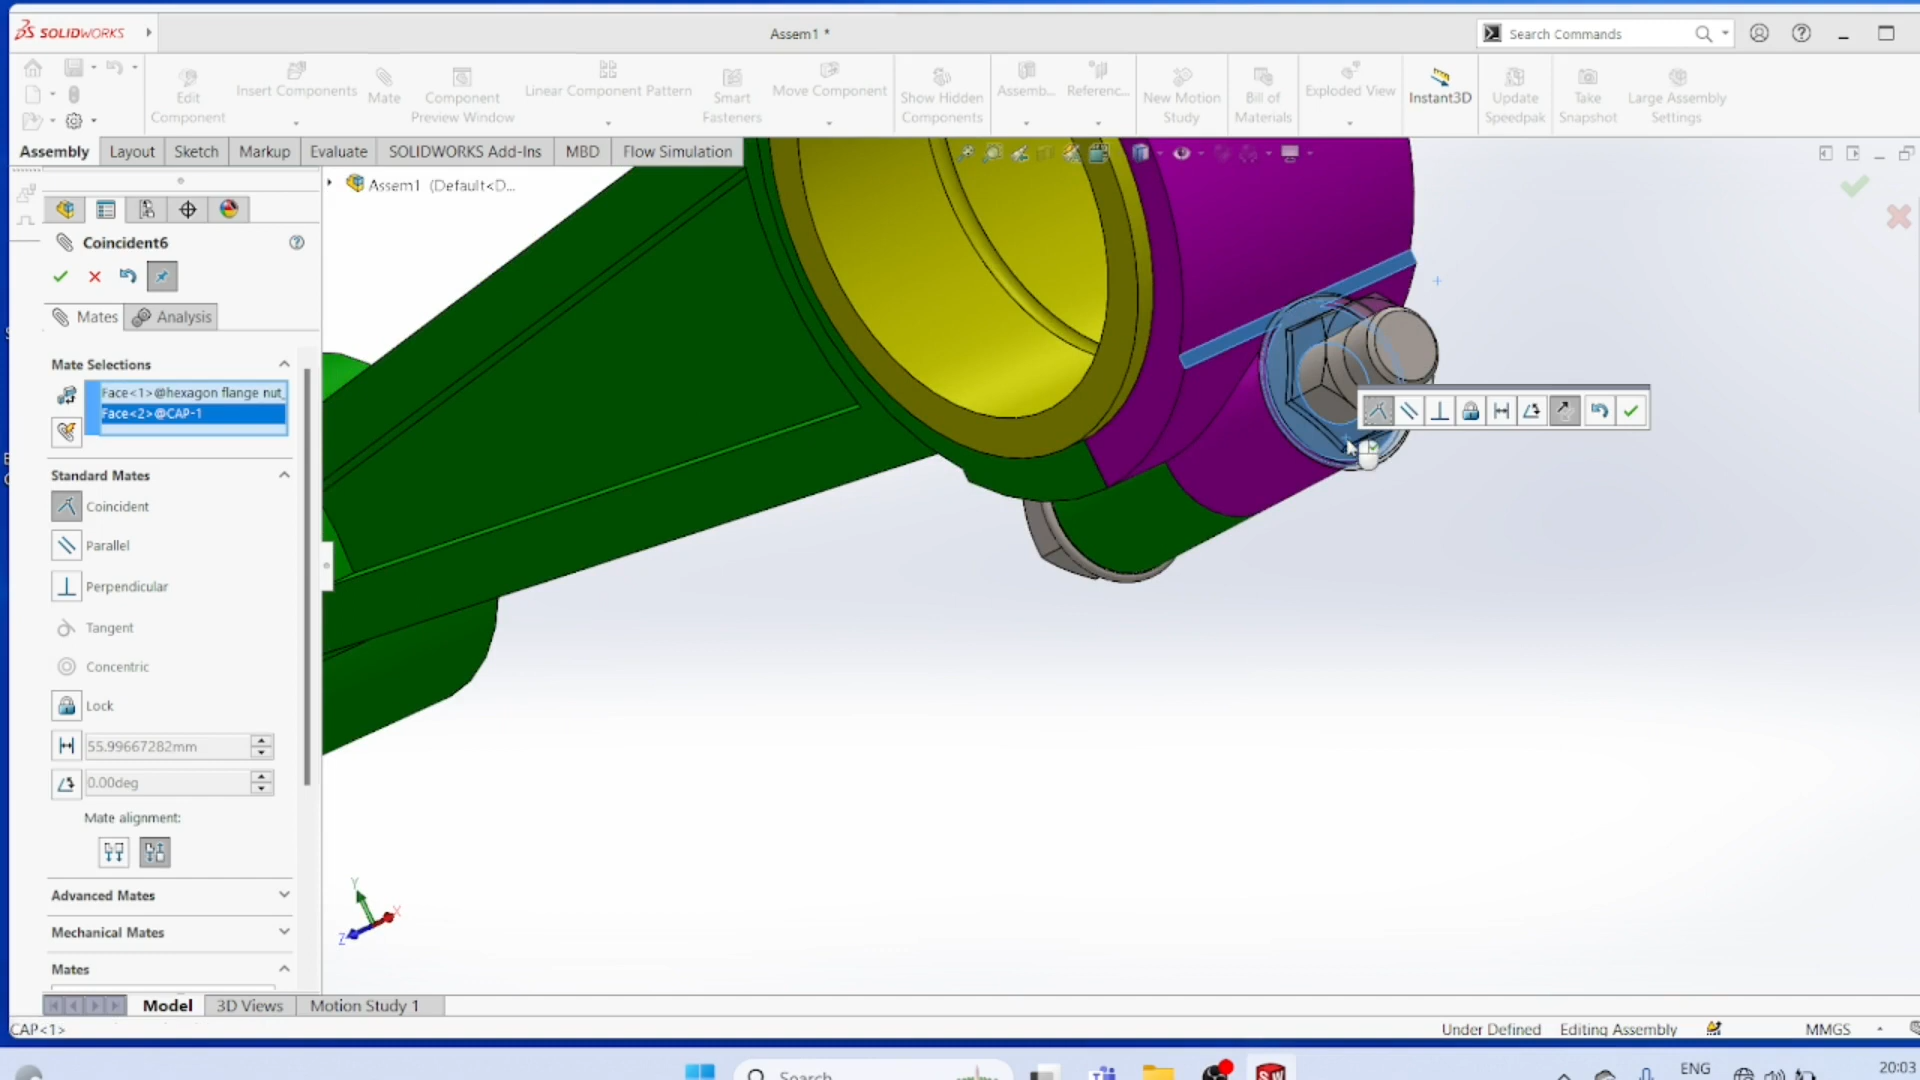 SOLIDWORKS
Assem1 *
Search Commands
Edit Component
Insert Components
Mate
Component Preview Window
Linear Component Pattern
Smart Fasteners
Move Component
Show Hidden Components
Assemb...
Referenc...
New Motion Study
Bill of Materials
Exploded View
Instant3D
Update Speedpak
Take Snapshot
Large Assembly Settings
Assembly
Layout
Sketch
Markup
Evaluate
SOLIDWORKS Add-Ins
MBD
Flow Simulation
Assem1 (Default<D...
Coincident6
Mates
Analysis
Mate Selections
Face<1>@hexagon flange nut_
Face<2>@CAP-1
Standard Mates
Coincident
Parallel
Perpendicular
Tangent
Concentric
Lock
55.99667282mm
0.00deg
Mate alignment:
Advanced Mates
Mechanical Mates
Mates
Y
X
Z
Model
3D Views
Motion Study 1
CAP<1>
Under Defined
Editing Assembly
MMGS
Search
ENG
20:03